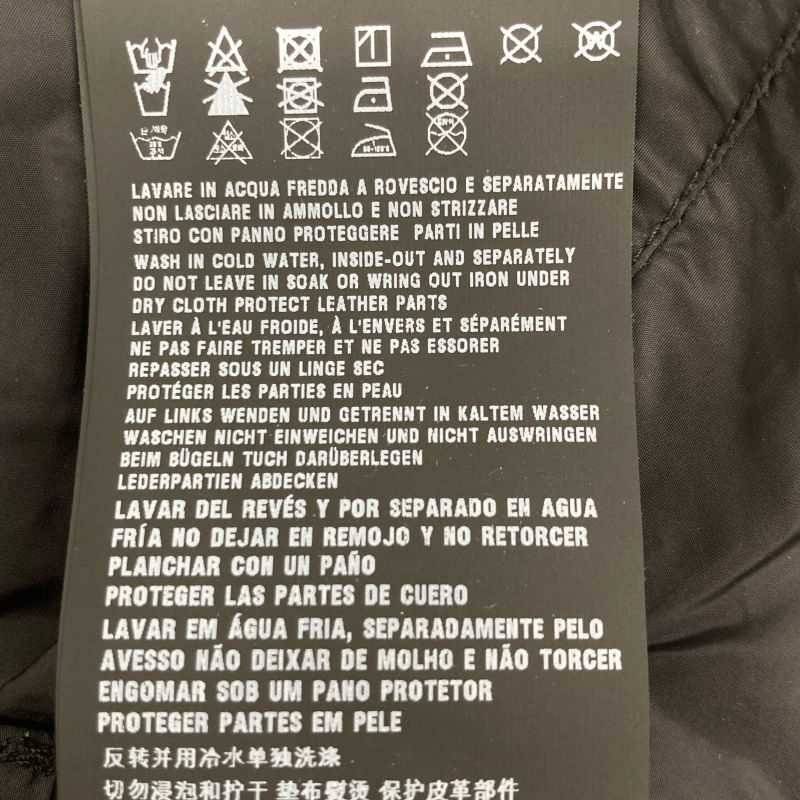 LAVARE IN ACQUA FREDDA A ROVESCIO E SEPARATAMENTE
NON LASCIARE IN AMMOLLO E NON STRIZZARE
STIRO CON PANNO PROTEGGERE PARTI IN PELLE
WASH IN COLD WATER, INSIDE-OUT AND SEPARATELY
DO NOT LEAVE IN SOAK OR WRING OUT IRON UNDER
DRY CLOTH PROTECT LEATHER PARTS
LAVER À L'EAU FROIDE, À L'ENVERS ET SÉPARÉMENT
NE PAS FAIRE TREMPER ET NE PAS ESSORER
REPASSER SOUS UN LINGE SEC
PROTÉGER LES PARTIES EN PEAU
AUF LINKS WENDEN UND GETRENNT IN KALTEM WASSER
WASCHEN NICHT EINWEICHEN UND NICHT AUSWRINGEN
BEIM BÜGELN TUCH DARÜBERLEGEN
LEDERPARTIEN ABDECKEN
LAVAR DEL REVÉS Y POR SEPARADO EN AGUA
FRÍA NO DEJAR EN REMOJO Y NO RETORCER
PLANCHAR CON UN PAÑO
PROTEGER LAS PARTES DE CUERO
LAVAR EM ÁGUA FRIA, SEPARADAMENTE PELO
AVESSO NÃO DEIXAR DE MOLHO E NÃO TORCER
ENGOMAR SOB UM PANO PROTETOR
PROTEGER PARTES EM PELE
反转并用冷水单独洗涤
切勿浸泡和拧干 垫布熨烫 保护皮革部件